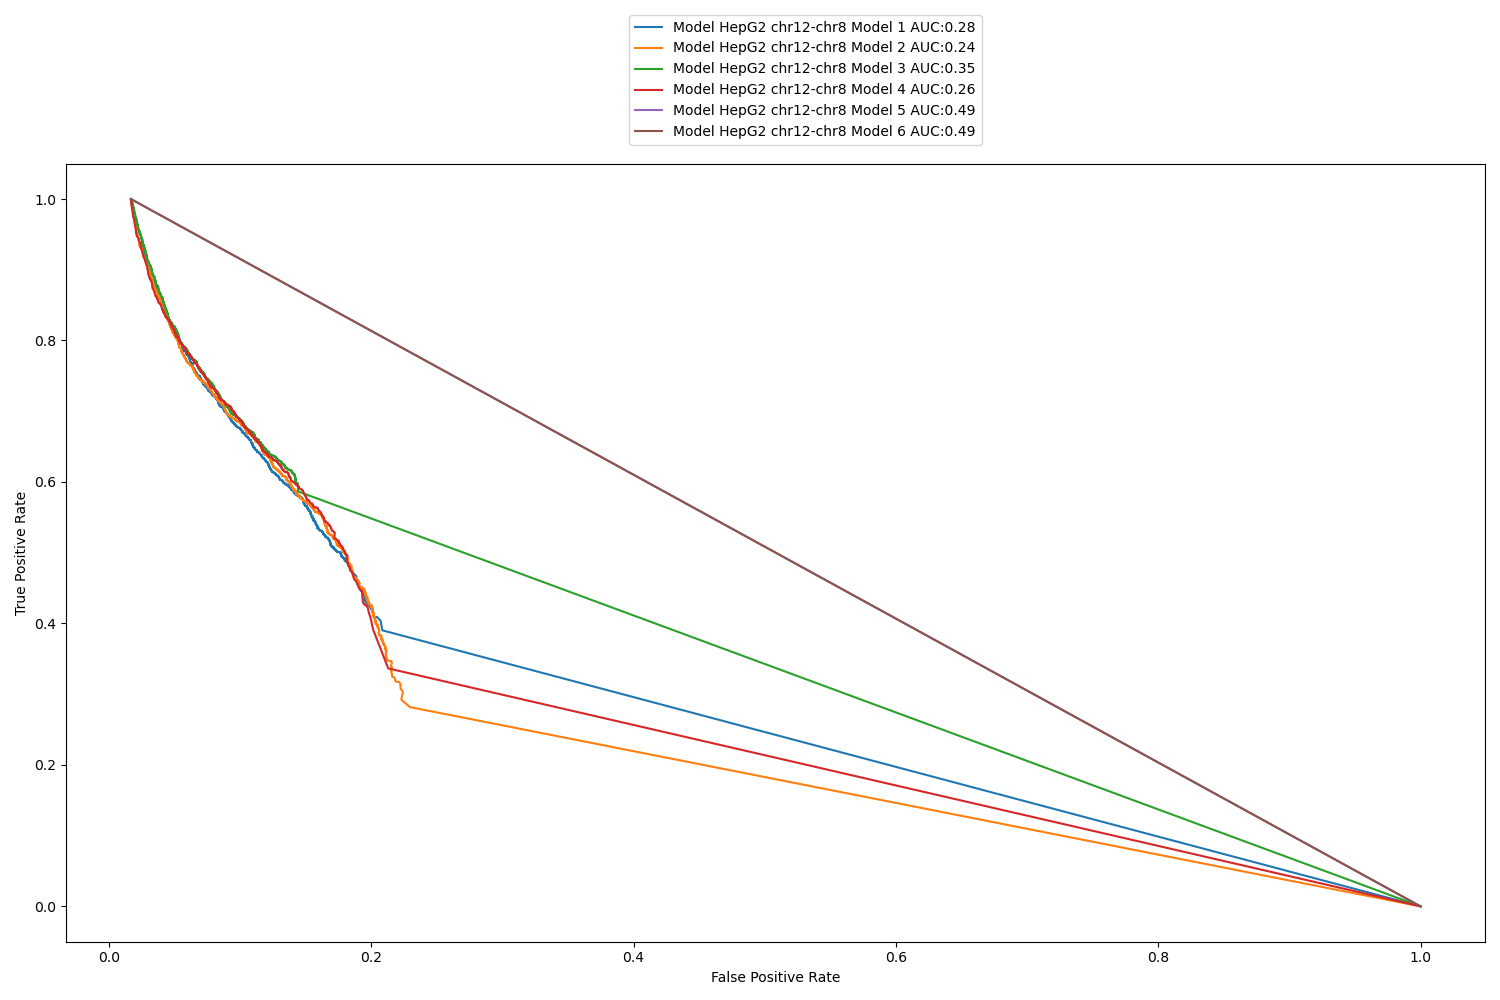 Model HepG2 chr12-chr8 Model 1 AUC:0.28
Model HepG2 chr12-chr8 Model 2 AUC:0.24
Model HepG2 chr12-chr8 Model 3 AUC:0.35
Model HepG2 chr12-chr8 Model 4 AUC:0.26
Model HepG2 chr12-chr8 Model 5 AUC:0.49
Model HepG2 chr12-chr8 Model 6 AUC:0.49
1.0
0.8
0.6
0.4
0.2
0.0
True Positive Rate
0.0 0.2 0.4 0.6 0.8 1.0
False Positive Rate